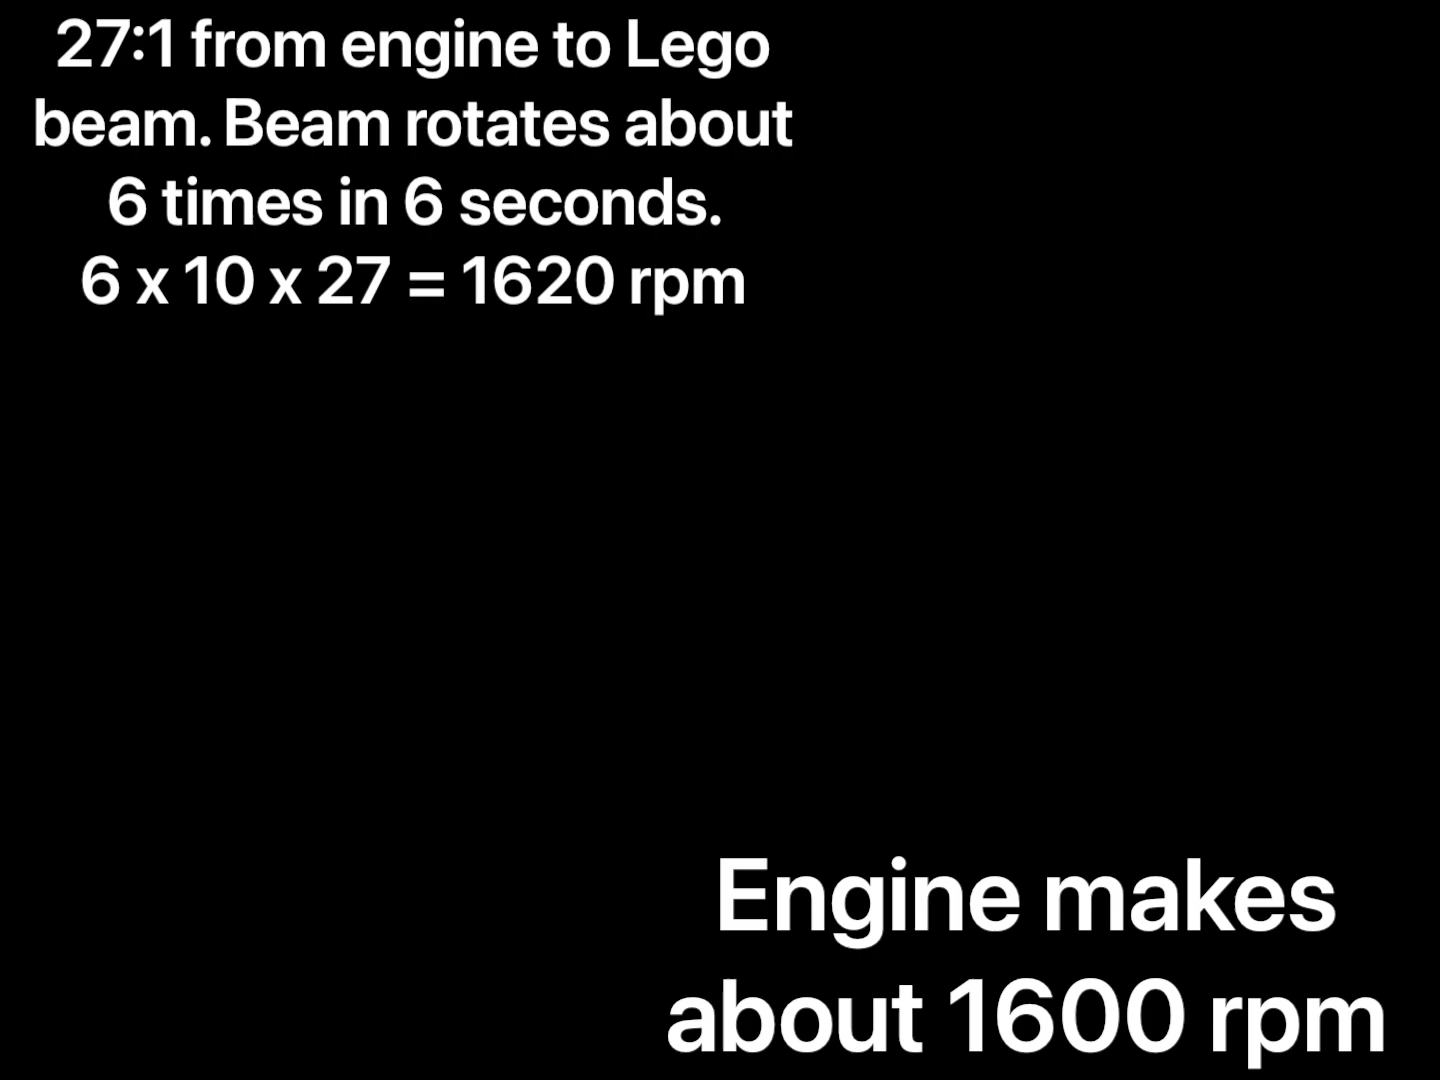 27:1 from engine to Lego
beam. Beam rotates about
6 times in 6 seconds.
6 x 10 x 27 = 1620 rpm
Engine makes
about 1600 rpm